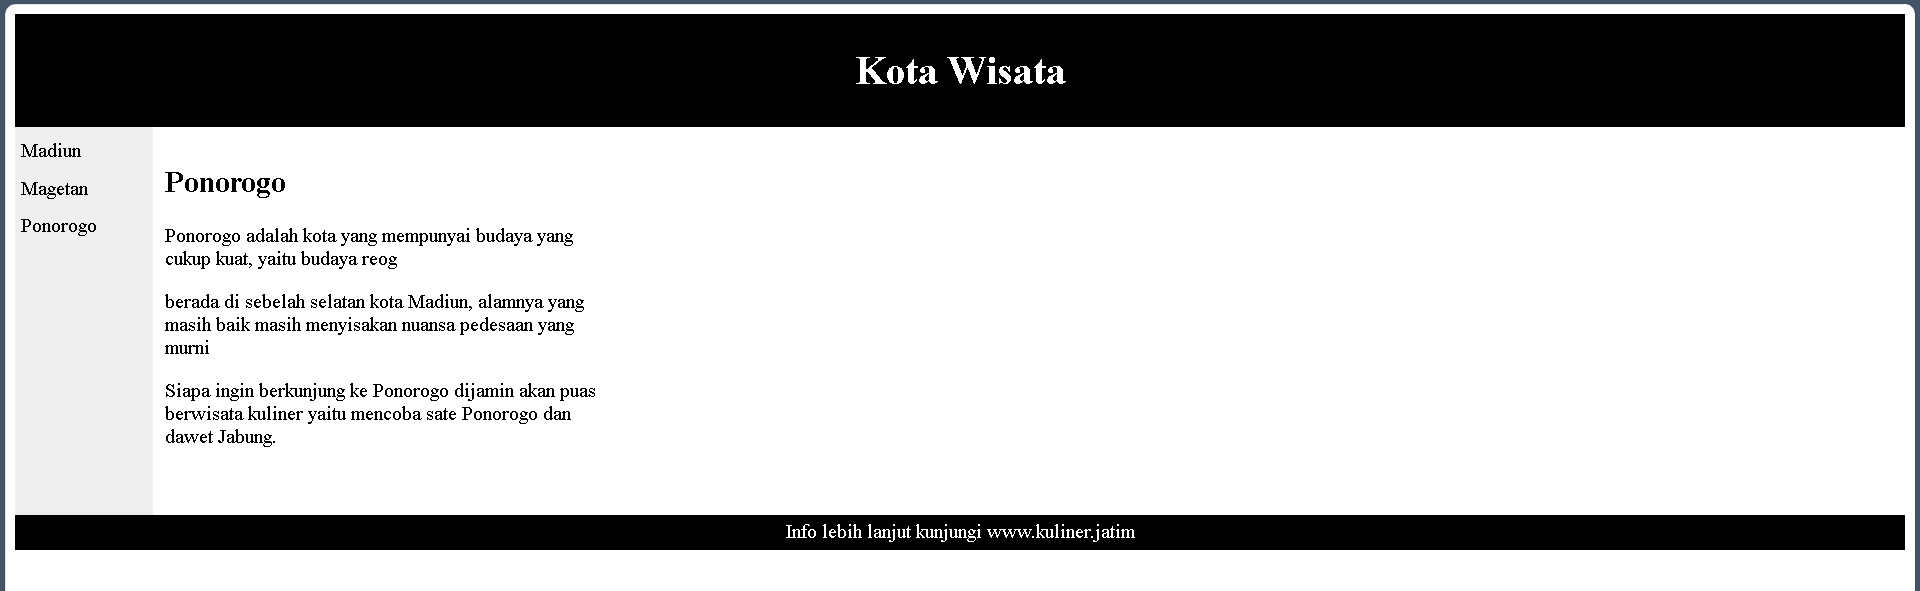 Kota Wisata
Madiun
Magetan
Ponorogo
Ponorogo
Ponorogo adalah kota yang mempunyai budaya yang
cukup kuat, yaitu budaya reog
berada di sebelah selatan kota Madiun, alamnya yang
masih baik masih menyisakan nuansa pedesaan yang
murni
Siapa ingin berkunjung ke Ponorogo dijamin akan puas
berwisata kuliner yaitu mencoba sate Ponorogo dan
dawet Jabung.
Info lebih lanjut kunjungi www.kuliner.jatim